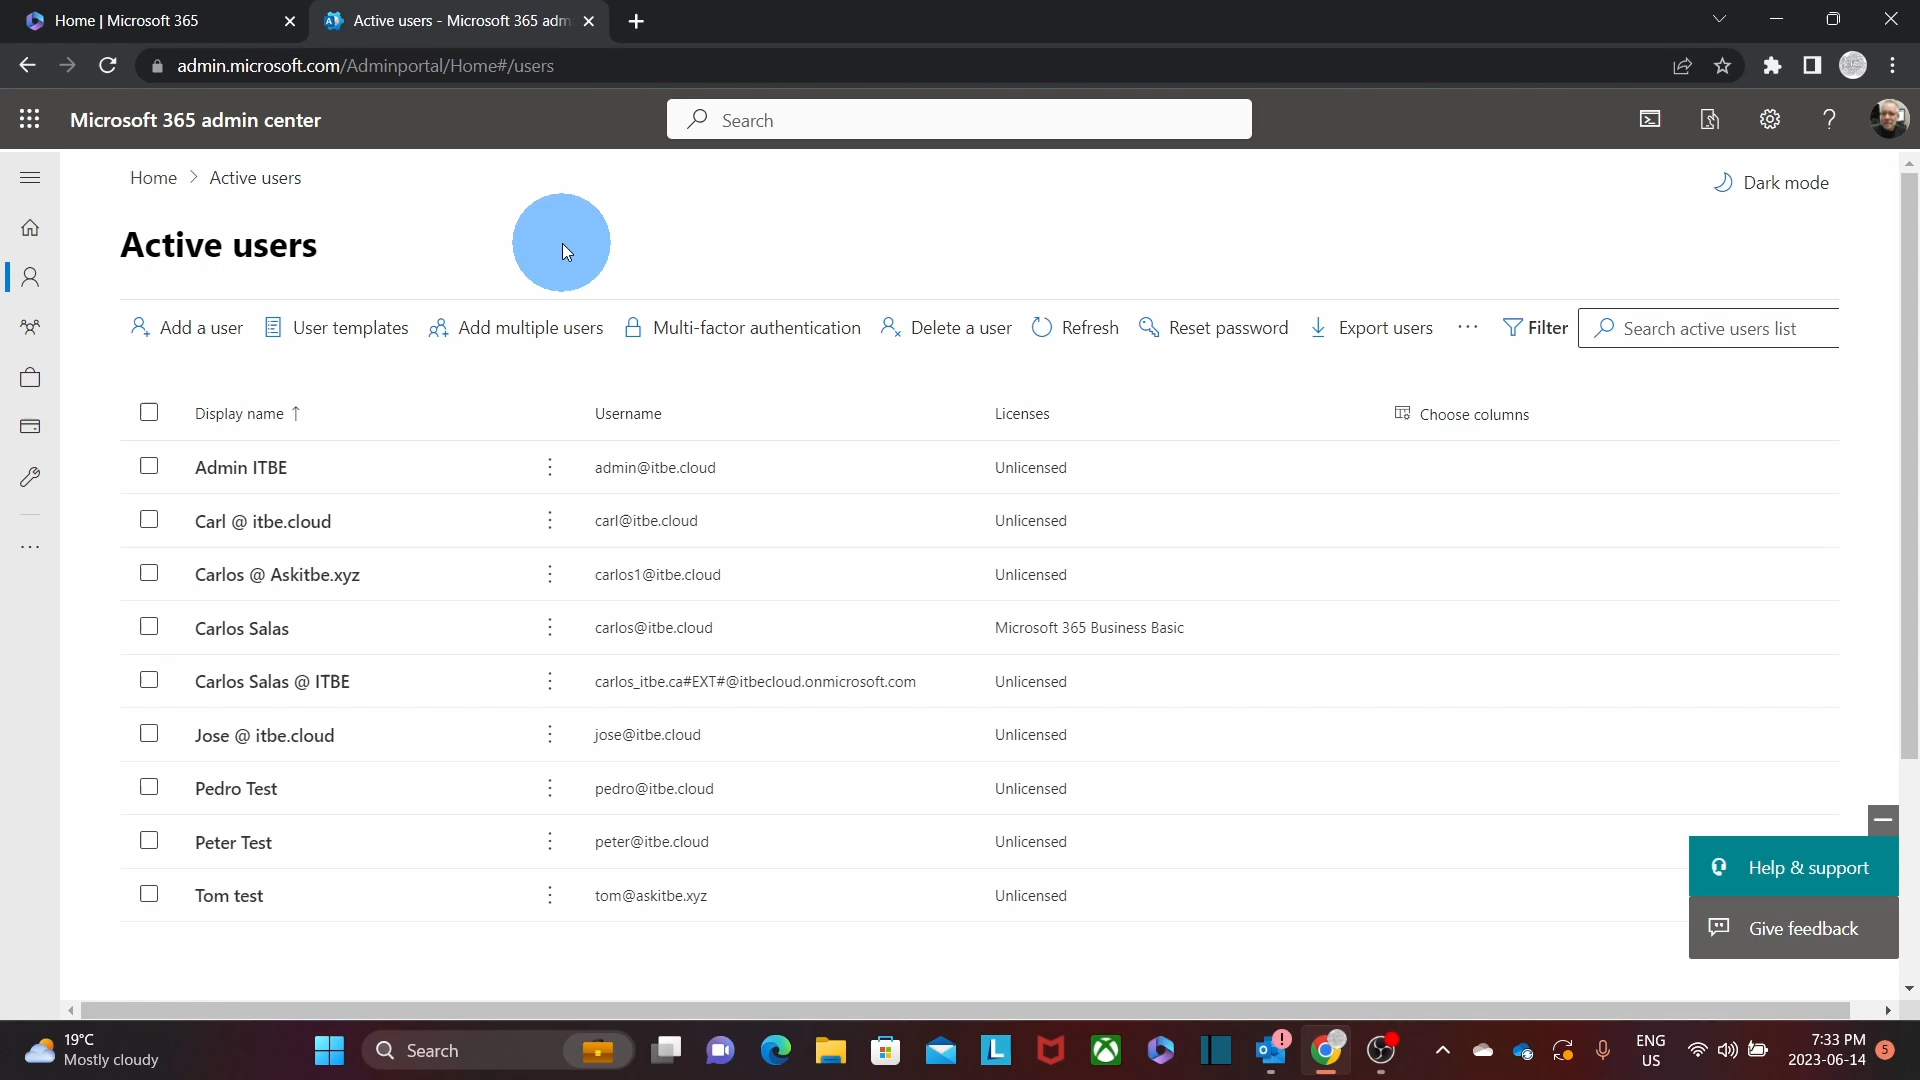 Home | Microsoft 365
Active users - Microsoft 365 adm
admin.microsoft.com/Adminportal/Home#/users
Microsoft 365 admin center
Search
Home > Active users
Dark mode
Active users
Add a user
User templates
Add multiple users
Multi-factor authentication
Delete a user
Refresh
Reset password
Export users
Filter
Search active users list
Display name ↑ Username Licenses Choose columns
Admin ITBE admin@itbe.cloud Unlicensed
Carl @ itbe.cloud carl@itbe.cloud Unlicensed
Carlos @ Askitbe.xyz carlos1@itbe.cloud Unlicensed
Carlos Salas carlos@itbe.cloud Microsoft 365 Business Basic
Carlos Salas @ ITBE carlos_itbe.ca#EXT#@itbecloud.onmicrosoft.com Unlicensed
Jose @ itbe.cloud jose@itbe.cloud Unlicensed
Pedro Test pedro@itbe.cloud Unlicensed
Peter Test peter@itbe.cloud Unlicensed
Tom test tom@askitbe.xyz Unlicensed
Help & support
Give feedback
19°C
Mostly cloudy
Search
ENG
US
7:33 PM
2023-06-14
5